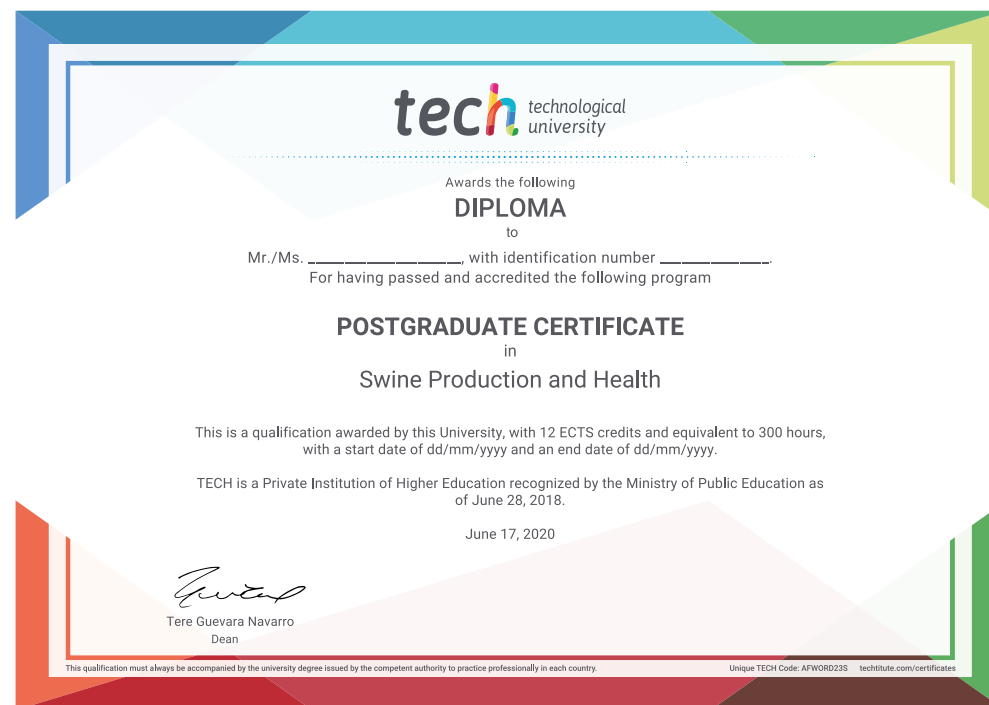 tech technological
university
Awards the following
DIPLOMA
to
Mr./Ms. ____________________, with identification number ______________.
For having passed and accredited the following program
POSTGRADUATE CERTIFICATE
in
Swine Production and Health
This is a qualification awarded by this University, with 12 ECTS credits and equivalent to 300 hours,
with a start date of dd/mm/yyyy and an end date of dd/mm/yyyy.
TECH is a Private Institution of Higher Education recognized by the Ministry of Public Education as
of June 28, 2018.
June 17, 2020
Tere Guevara Navarro
Dean
This qualification must always be accompanied by the university degree issued by the competent authority to practice professionally in each country.
Unique TECH Code: AFWORD23S techtitute.com/certificates